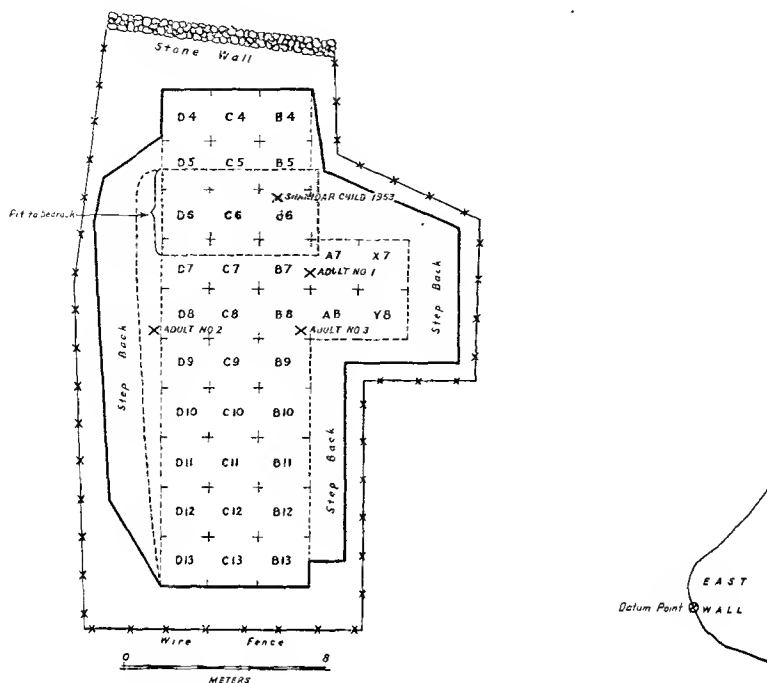 Stone Wall
D4 C4 B4
D5 C5 B5
SHANIDAR CHILD 1953
Pit to bedrock
D6 C6 B6
A7 X7
D7 C7 B7
ADULT NO 1
D8 C8 B8 A8 Y8
ADULT NO 2
ADULT NO 3
Step Back
Step Back
D9 C9 B9
D10 C10 B10
Step Back
D11 C11 B11
D12 C12 B12
D13 C13 B13
Wire Fence
0 8
METERS
EAST
Datum Point WALL